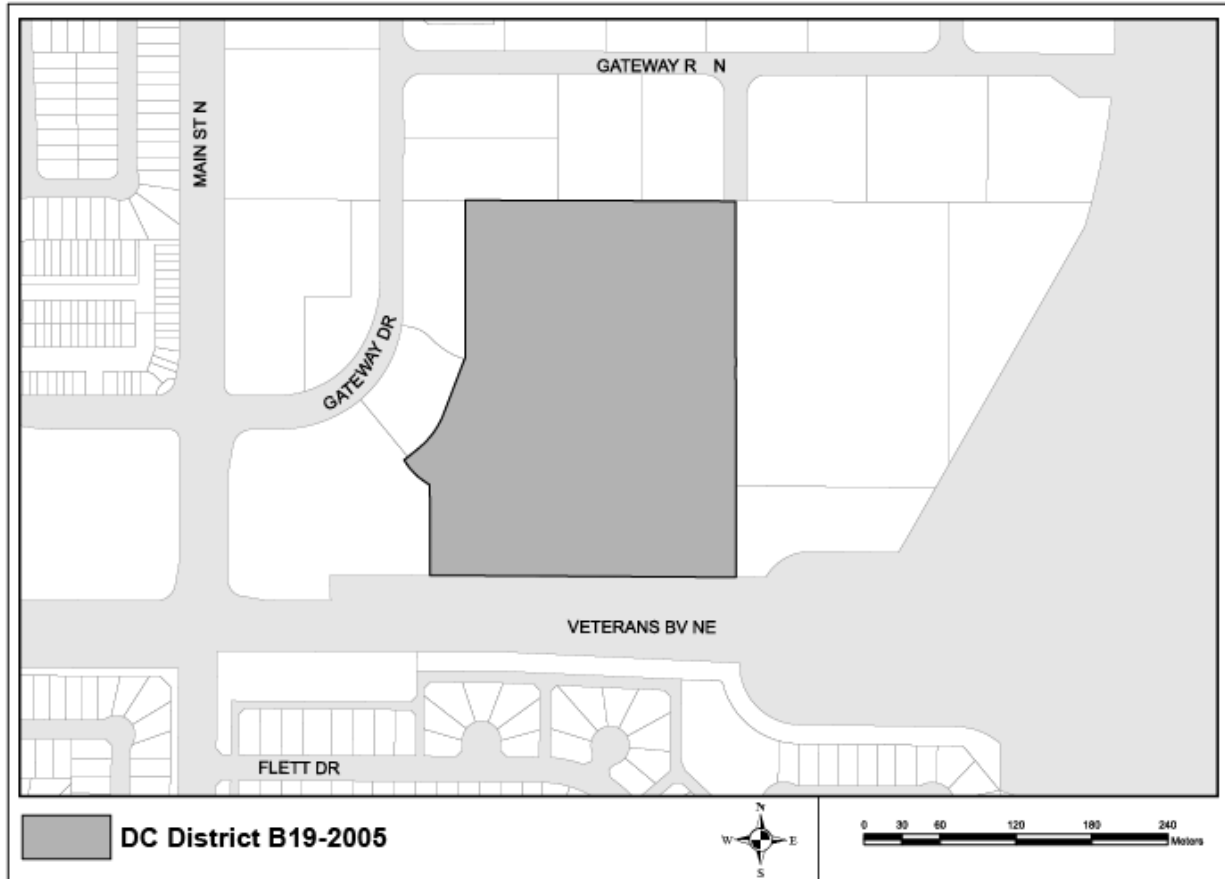 GATEWAY R N
MAIN ST N
GATEWAY DR
VETERANS BV NE
FLETT DR
DC District B19-2005
N
W E
S
0 30 60 120 180 240
Meters